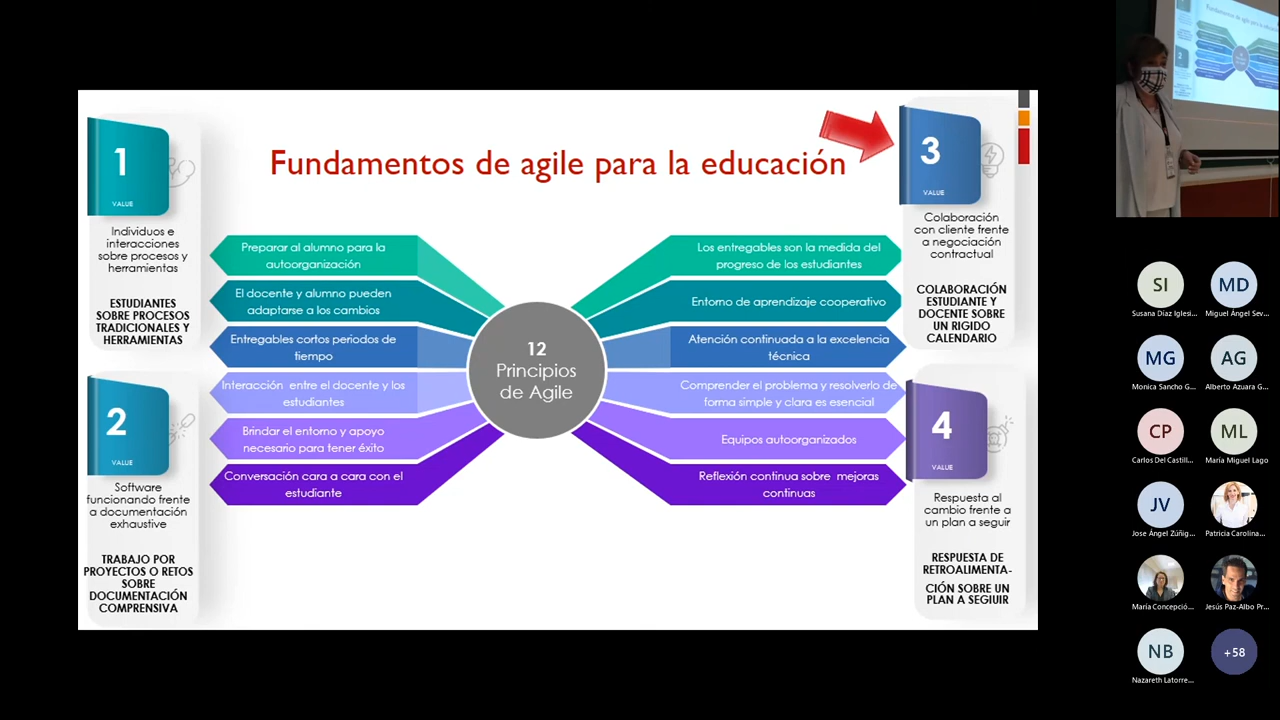 Fundamentos de agile para la educación
1
VALUE
Individuos e
interacciones
sobre procesos y
herramientas
ESTUDIANTES
SOBRE PROCESOS
TRADICIONALES Y
HERRAMIENTAS
2
VALUE
Software
funcionando frente
a documentación
exhaustive
TRABAJO POR
PROYECTOS O RETOS
SOBRE
DOCUMENTACIÓN
COMPRENSIVA
Preparar al alumno para la
autoorganización
El docente y alumno pueden
adaptarse a los cambios
Entregables cortos periodos de
tiempo
Interacción entre el docente y los
estudiantes
Brindar el entorno y apoyo
necesario para tener éxito
Conversación cara a cara con el
estudiante
12
Principios
de Agile
Los entregables son la medida del
progreso de los estudiantes
Entorno de aprendizaje cooperativo
Atención continuada a la excelencia
técnica
Comprender el problema y resolverlo de
forma simple y clara es esencial
Equipos autoorganizados
Reflexión continua sobre mejoras
continuas
3
VALUE
Colaboración
con cliente frente
a negociación
contractual
COLABORACIÓN
ESTUDIANTE Y
DOCENTE SOBRE
UN RIGIDO
CALENDARIO
4
VALUE
Respuesta al
cambio frente a
un plan a seguir
RESPUESTA DE
RETROALIMENTA-
CIÓN SOBRE UN
PLAN A SEGIUIR
Fundamentos de agile para la
SI
MD
Susana Díaz Iglesi...
Miguel Ángel Sev...
MG
AG
Monica Sancho G...
Alberto Azuara G...
CP
ML
Carlos Del Castill...
María Miguel Lago
JV
José Ángel Zúñig...
Patricia Carolina...
María Concepció...
Jesús Paz-Albo Pr...
NB
+58
Nazareth Latorre...